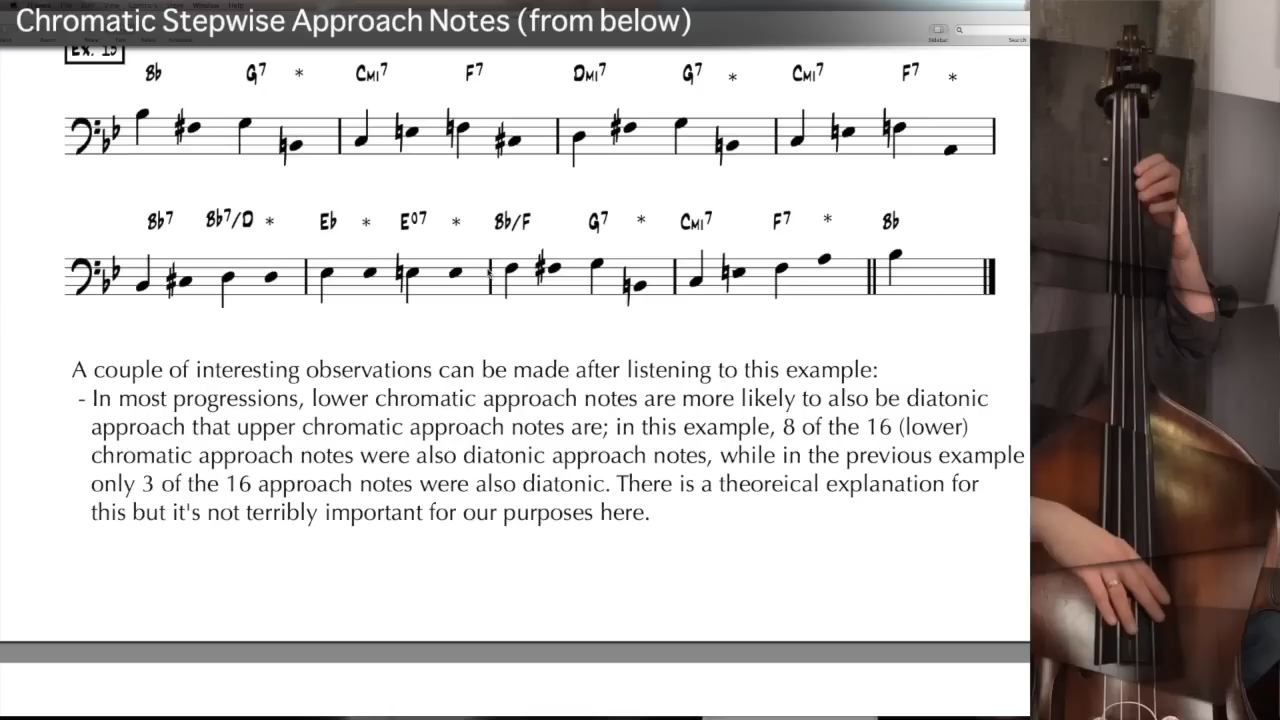 Chromatic Stepwise Approach Notes (from below)
Ex. 15
Bb G7 * CMI7 F7 DMI7 G7 * CMI7 F7 *
Bb7 Bb7/D * Eb * Eo7 * Bb/F G7 * CMI7 F7 * Bb
A couple of interesting observations can be made after listening to this example:
- In most progressions, lower chromatic approach notes are more likely to also be diatonic
approach that upper chromatic approach notes are; in this example, 8 of the 16 (lower)
chromatic approach notes were also diatonic approach notes, while in the previous example
only 3 of the 16 approach notes were also diatonic. There is a theoreical explanation for
this but it's not terribly important for our purposes here.